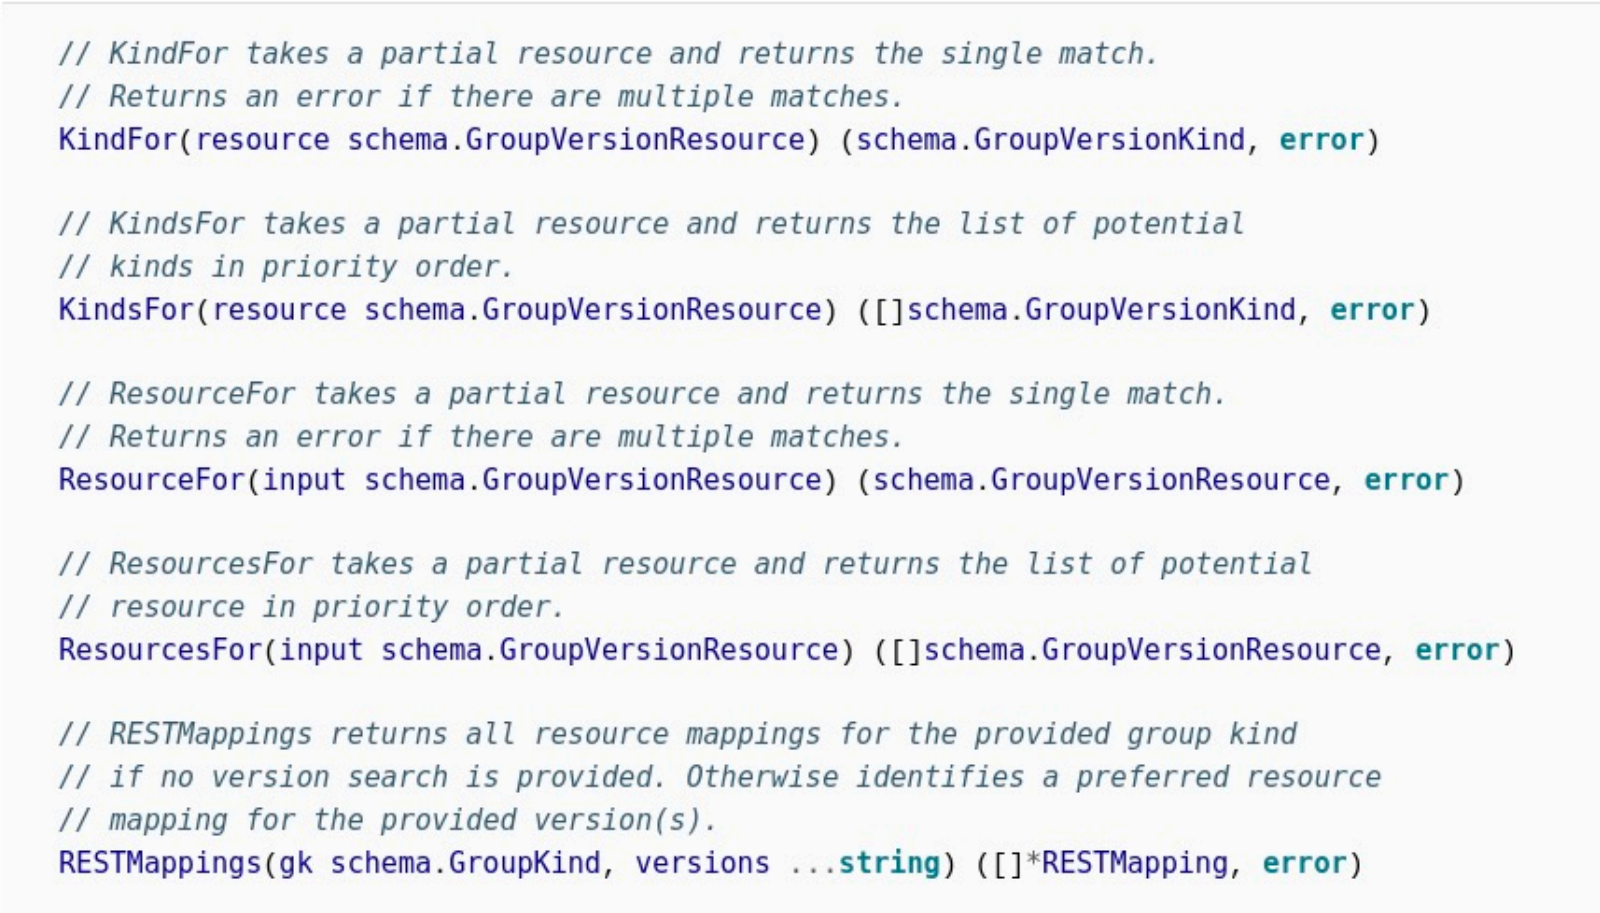 // KindFor takes a partial resource and returns the single match.
// Returns an error if there are multiple matches.
KindFor(resource schema.GroupVersionResource) (schema.GroupVersionKind, error)
// KindsFor takes a partial resource and returns the list of potential
// kinds in priority order.
KindsFor(resource schema.GroupVersionResource) ([]schema.GroupVersionKind, error)
// ResourceFor takes a partial resource and returns the single match.
// Returns an error if there are multiple matches.
ResourceFor(input schema.GroupVersionResource) (schema.GroupVersionResource, error)
// ResourcesFor takes a partial resource and returns the list of potential
// resource in priority order.
ResourcesFor(input schema.GroupVersionResource) ([]schema.GroupVersionResource, error)
// RESTMappings returns all resource mappings for the provided group kind
// if no version search is provided. Otherwise identifies a preferred resource
// mapping for the provided version(s).
RESTMappings(gk schema.GroupKind, versions ...string) ([]*RESTMapping, error)